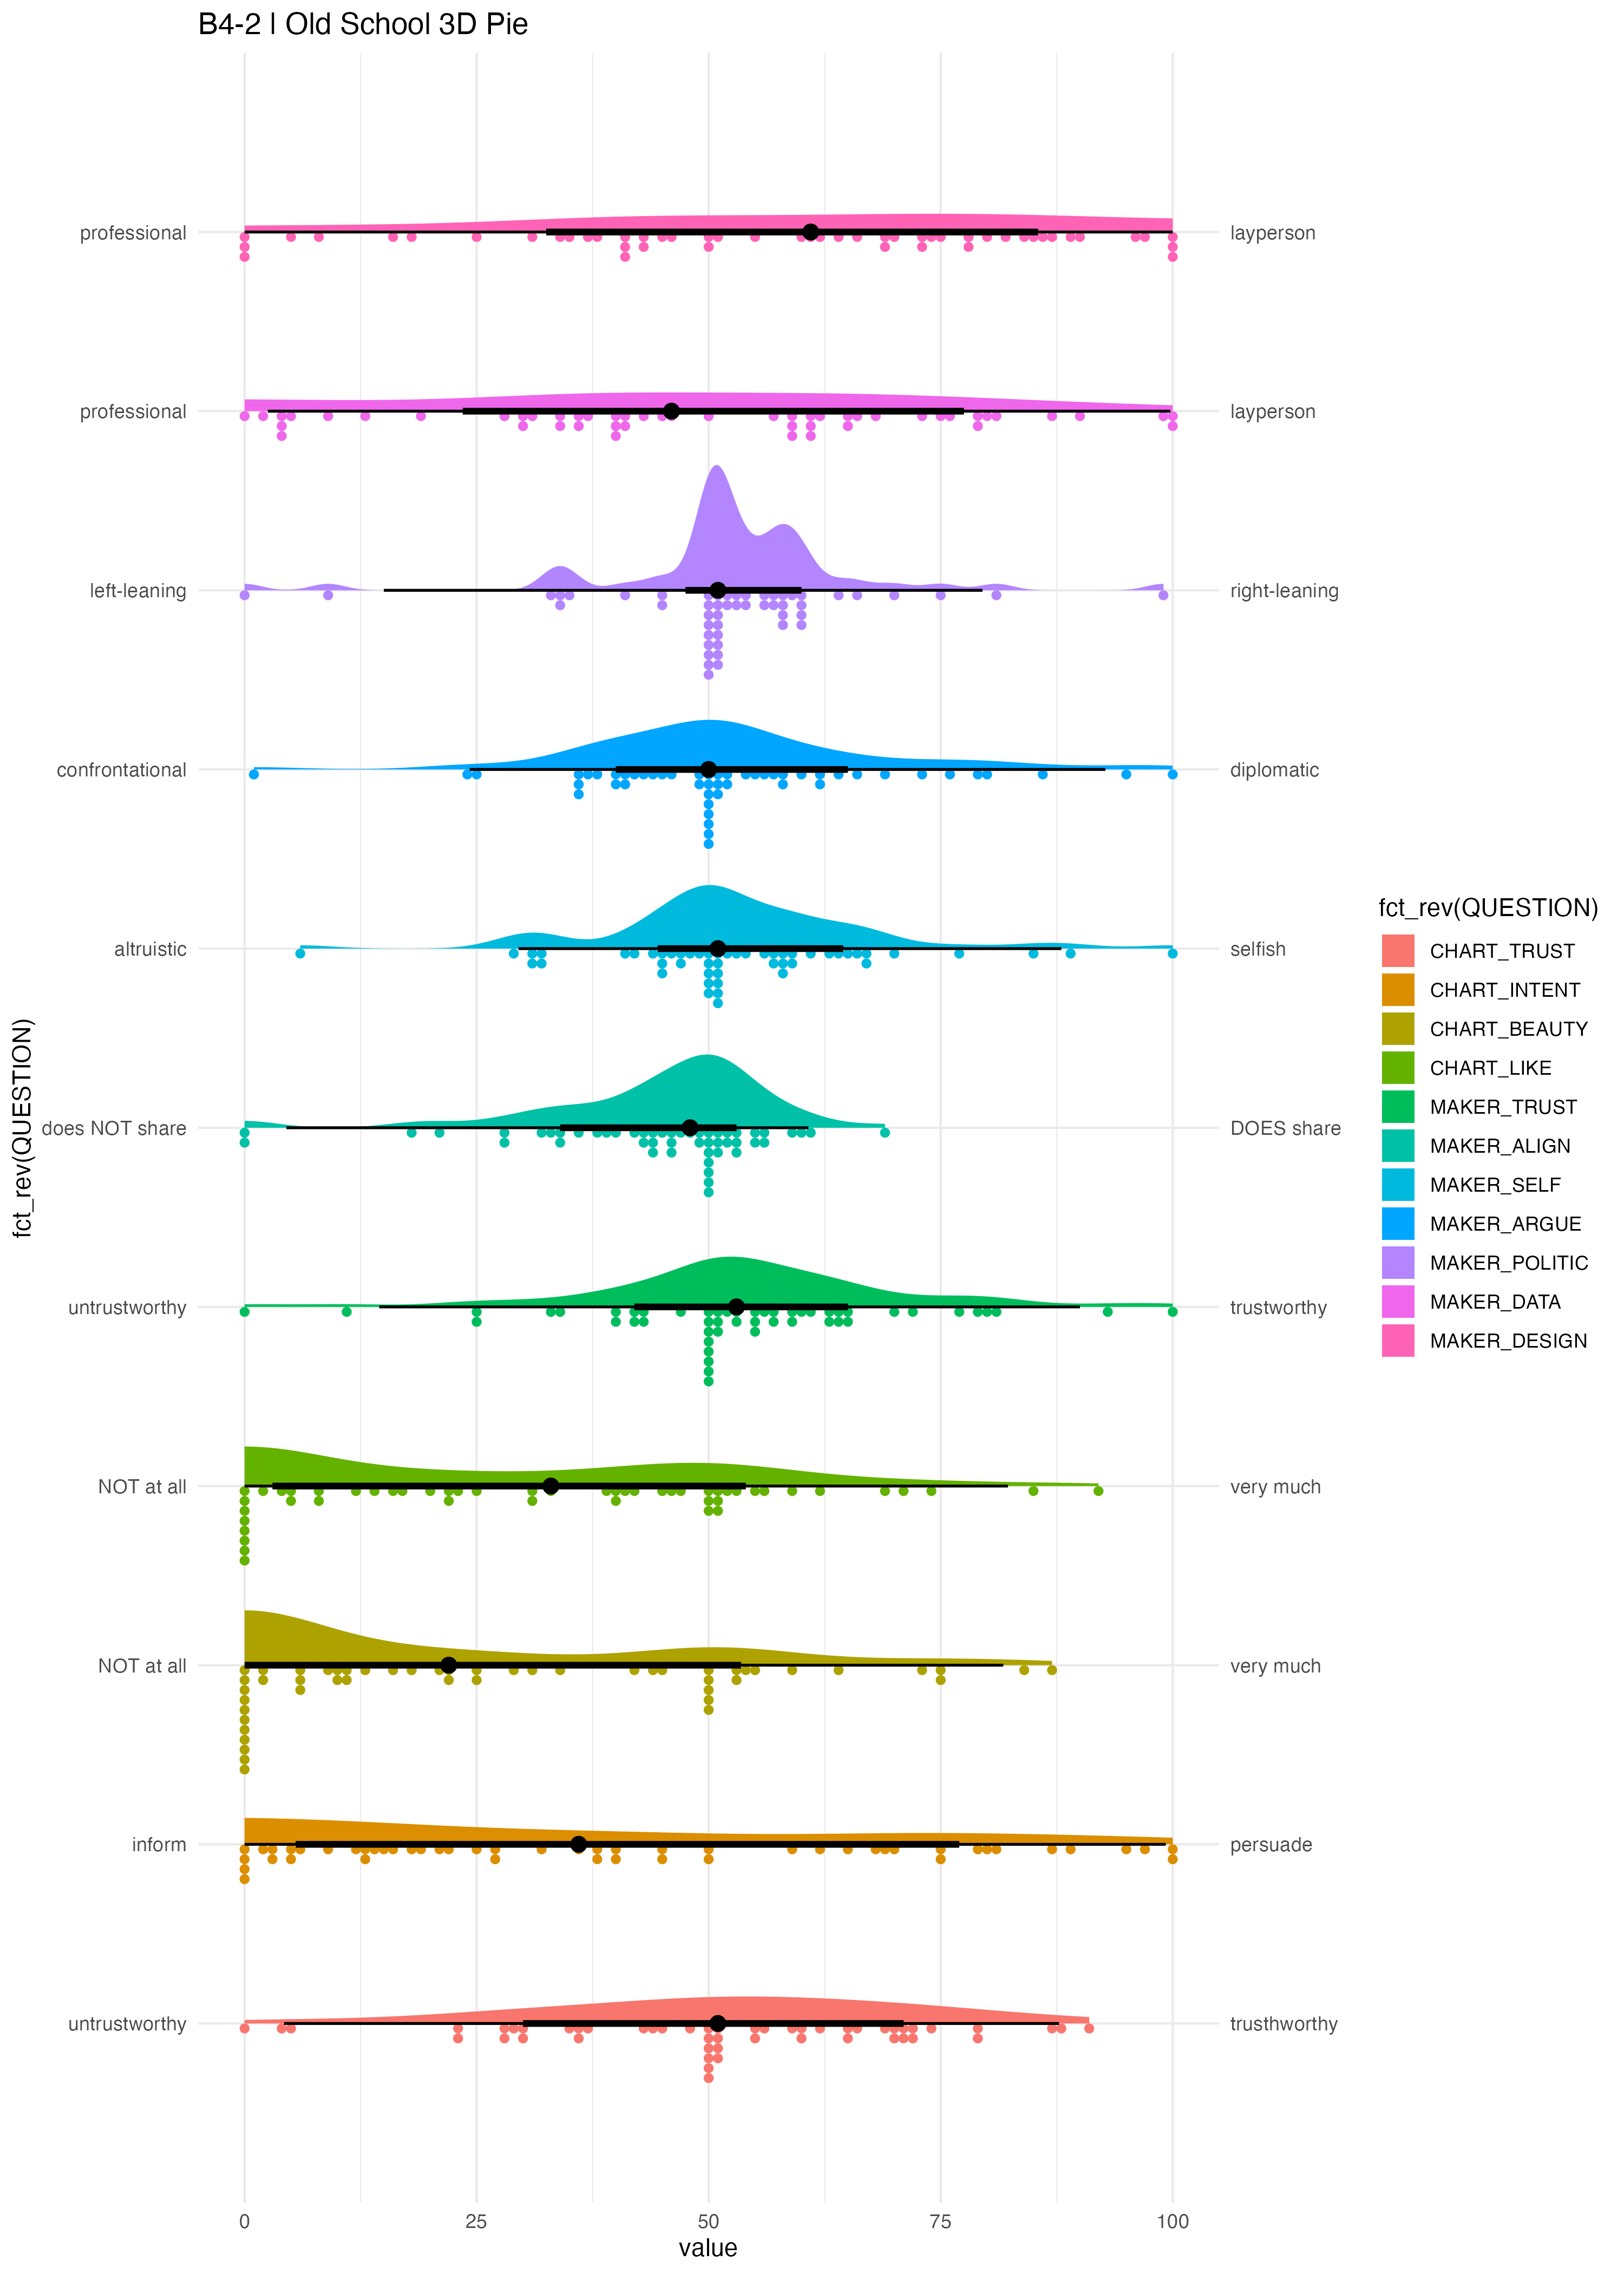 B4-2 | Old School 3D Pie
professional
layperson
professional
layperson
left-leaning
right-leaning
confrontational
diplomatic
altruistic
selfish
does NOT share
DOES share
untrustworthy
trustworthy
NOT at all
very much
NOT at all
very much
inform
persuade
untrustworthy
trusthworthy
fct_rev(QUESTION)
0 25 50 75 100
value
fct_rev(QUESTION)
CHART_TRUST
CHART_INTENT
CHART_BEAUTY
CHART_LIKE
MAKER_TRUST
MAKER_ALIGN
MAKER_SELF
MAKER_ARGUE
MAKER_POLITIC
MAKER_DATA
MAKER_DESIGN